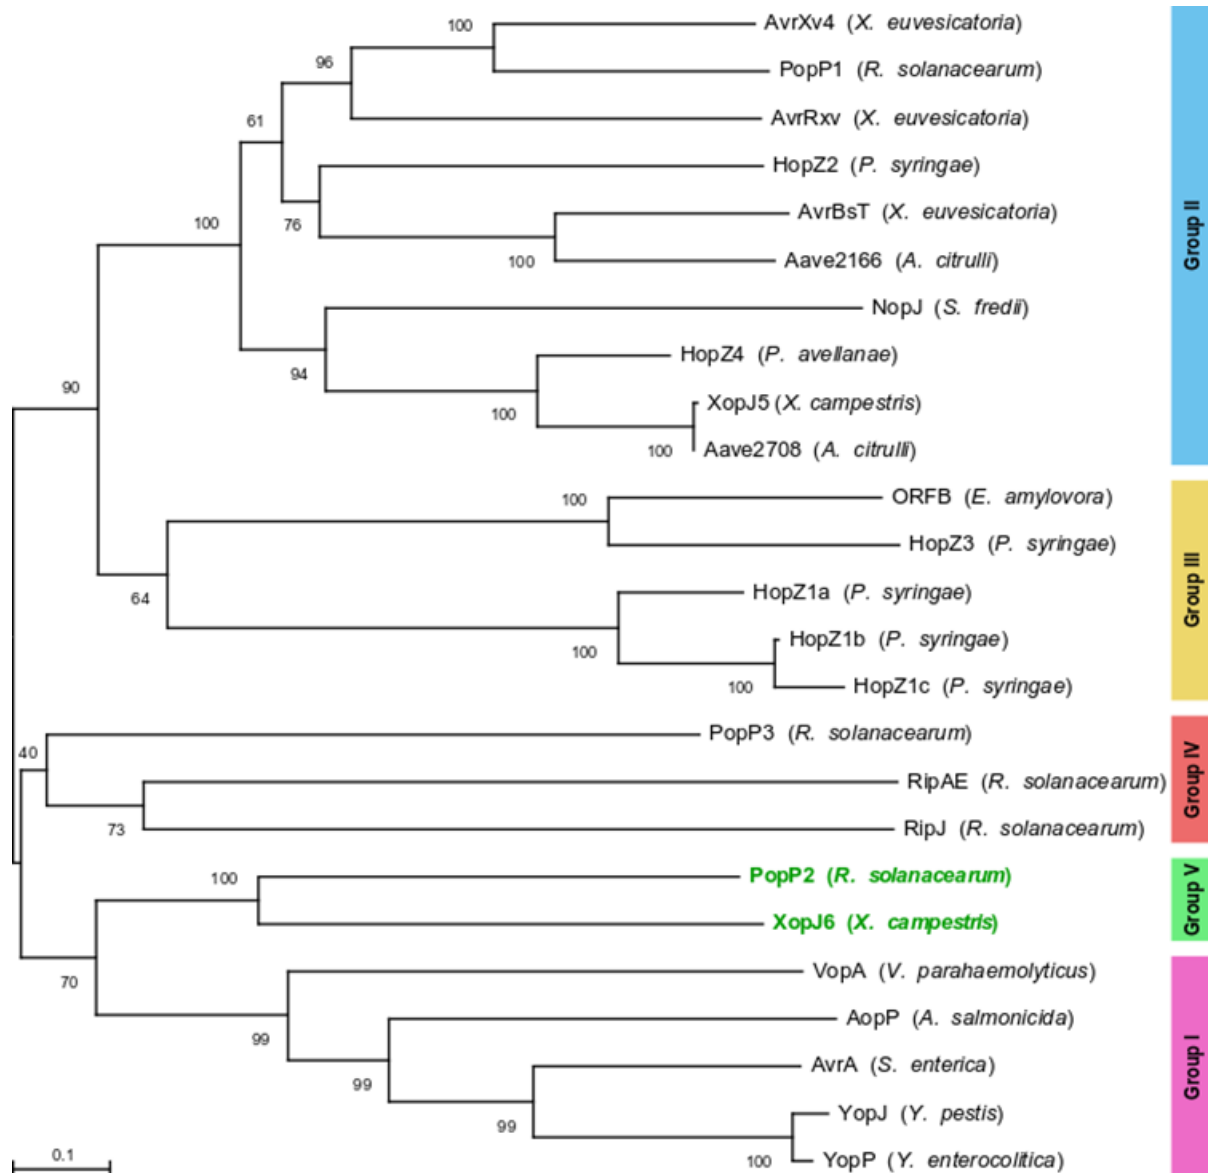 100
AvrXv4 (X. euvesicatoria)
96
PopP1 (R. solanacearum)
61
AvrRxv (X. euvesicatoria)
HopZ2 (P. syringae)
100
76
AvrBsT (X. euvesicatoria)
100
Aave2166 (A. citrulli)
Group II
NopJ (S. fredii)
94
HopZ4 (P. avellanae)
90
100
XopJ5 (X. campestris)
100
Aave2708 (A. citrulli)
100
ORFB (E. amylovora)
HopZ3 (P. syringae)
64
HopZ1a (P. syringae)
Group III
100
HopZ1b (P. syringae)
100
HopZ1c (P. syringae)
40
PopP3 (R. solanacearum)
RipAE (R. solanacearum)
Group IV
73
RipJ (R. solanacearum)
100
PopP2 (R. solanacearum)
Group V
XopJ6 (X. campestris)
70
VopA (V. parahaemolyticus)
99
AopP (A. salmonicida)
99
AvrA (S. enterica)
Group I
99
YopJ (Y. pestis)
0.1
100
YopP (Y. enterocolitica)